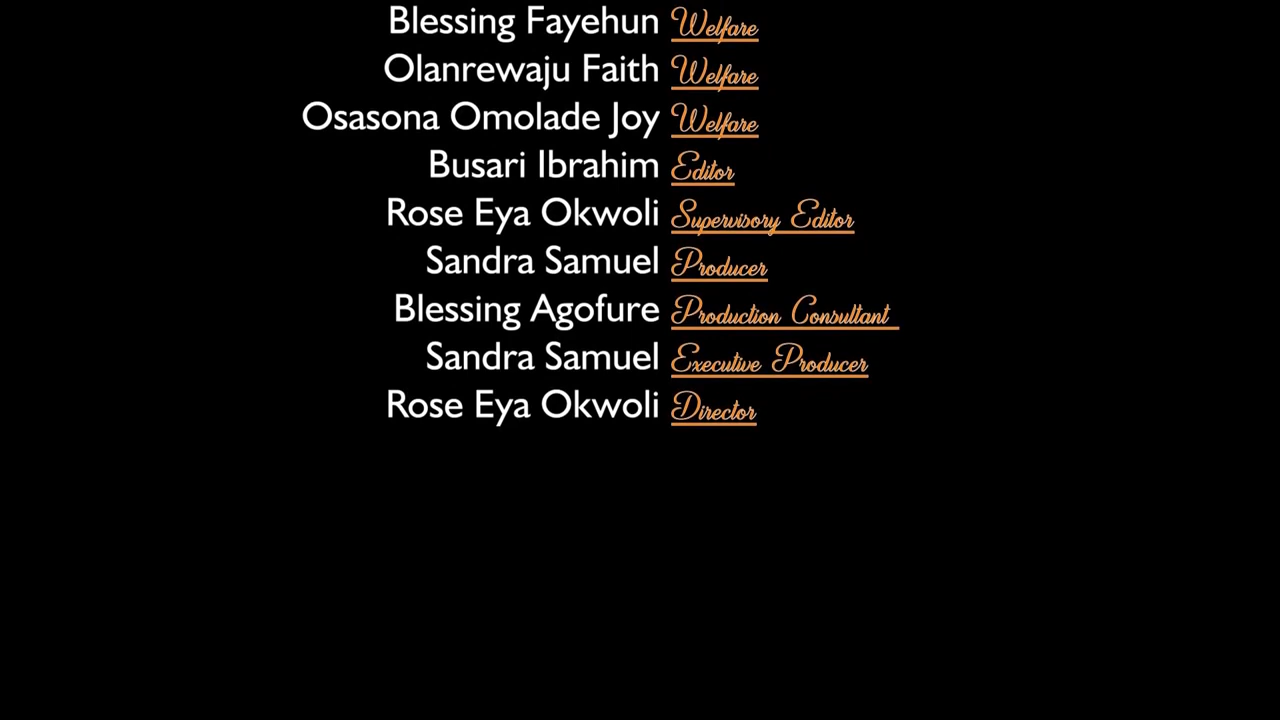 Blessing Fayehun Welfare
Olanrewaju Faith Welfare
Osasona Omolade Joy Welfare
Busari Ibrahim Editor
Rose Eya Okwoli Supervisory Editor
Sandra Samuel Producer
Blessing Agofure Production Consultant
Sandra Samuel Executive Producer
Rose Eya Okwoli Director